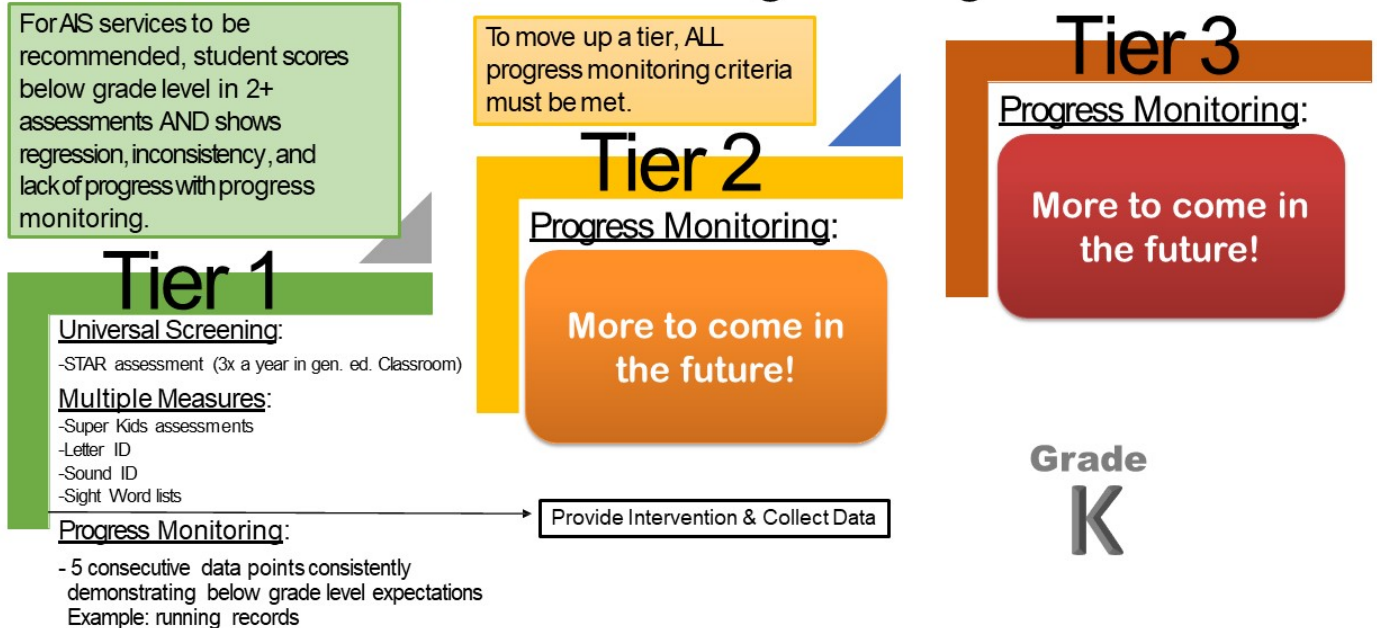 For AIS services to be
recommended, student scores
below grade level in 2+
assessments AND shows
regression, inconsistency, and
lack of progress with progress
monitoring.
Tier 1
Universal Screening:
-STAR assessment (3x a year in gen. ed. Classroom)
Multiple Measures:
-Super Kids assessments
-Letter ID
-Sound ID
-Sight Word lists
Progress Monitoring:
- 5 consecutive data points consistently
demonstrating below grade level expectations
Example: running records
Provide Intervention & Collect Data
To move up a tier, ALL
progress monitoring criteria
must be met.
Tier 2
Progress Monitoring:
More to come in
the future!
Tier 3
Progress Monitoring:
More to come in
the future!
Grade
K